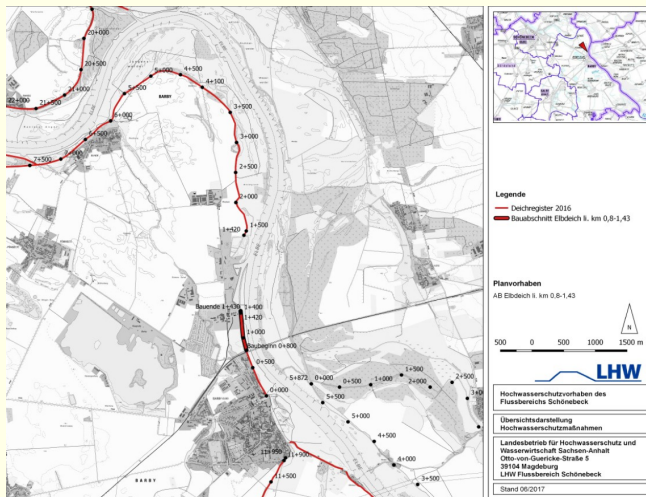 20+000
20+500
21+000
21+500
22+000
5+000
4+500
4+100
5+500
BARBY
6+000
3+500
6+500
7+500
3+000
2+500
2+000
1+500
1+420
Bauende 1+430
1+400
1+420
1+000
Baubeginn 0+800
0+500
0+000
5+872
0+000
0+500
1+000
1+500
2+000
2+500
3+000
5+500
5+000
4+500
4+000
3+500
11+950
11+900
11+500
BARBY
Legende
Deichregister 2016
Bauabschnitt Elbdeich li. km 0,8-1,43
Planvorhaben
AB Elbdeich li. km 0,8-1,43
N
500 0 500 1000 1500 m
LHW
Hochwasserschutzvorhaben des
Flussbereichs Schönebeck
Übersichtsdarstellung
Hochwasserschutzmaßnahmen
Landesbetrieb für Hochwasserschutz und
Wasserwirtschaft Sachsen-Anhalt
Otto-von-Guericke-Straße 5
39104 Magdeburg
LHW Flussbereich Schönebeck
Stand 06/2017